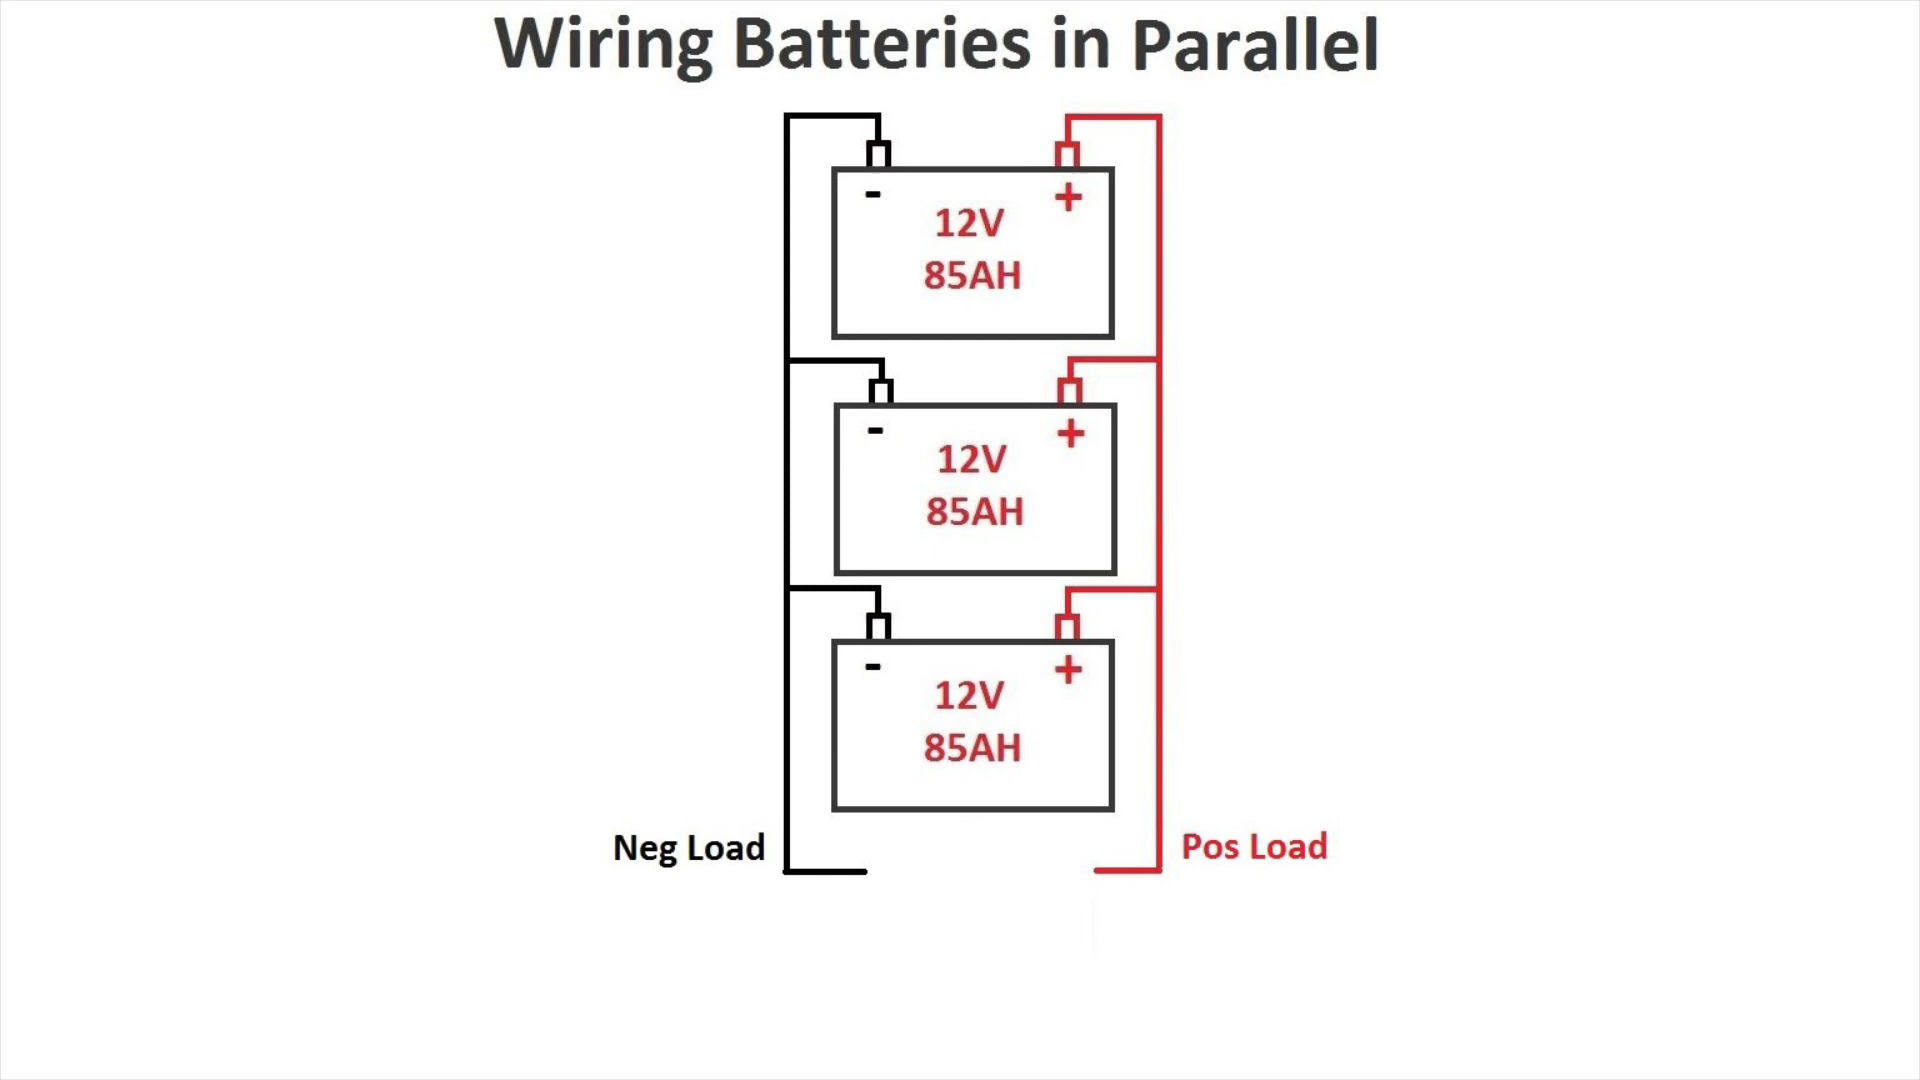 Wiring Batteries in Parallel
- +
12V
85AH
- +
12V
85AH
- +
12V
85AH
Neg Load
Pos Load